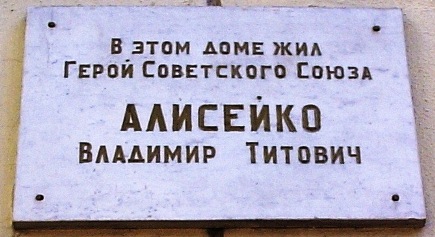 В ЭТОМ ДОМЕ ЖИЛ
ГЕРОЙ СОВЕТСКОГО СОЮЗА
АЛИСЕЙКО
ВЛАДИМИР ТИТОВИЧ